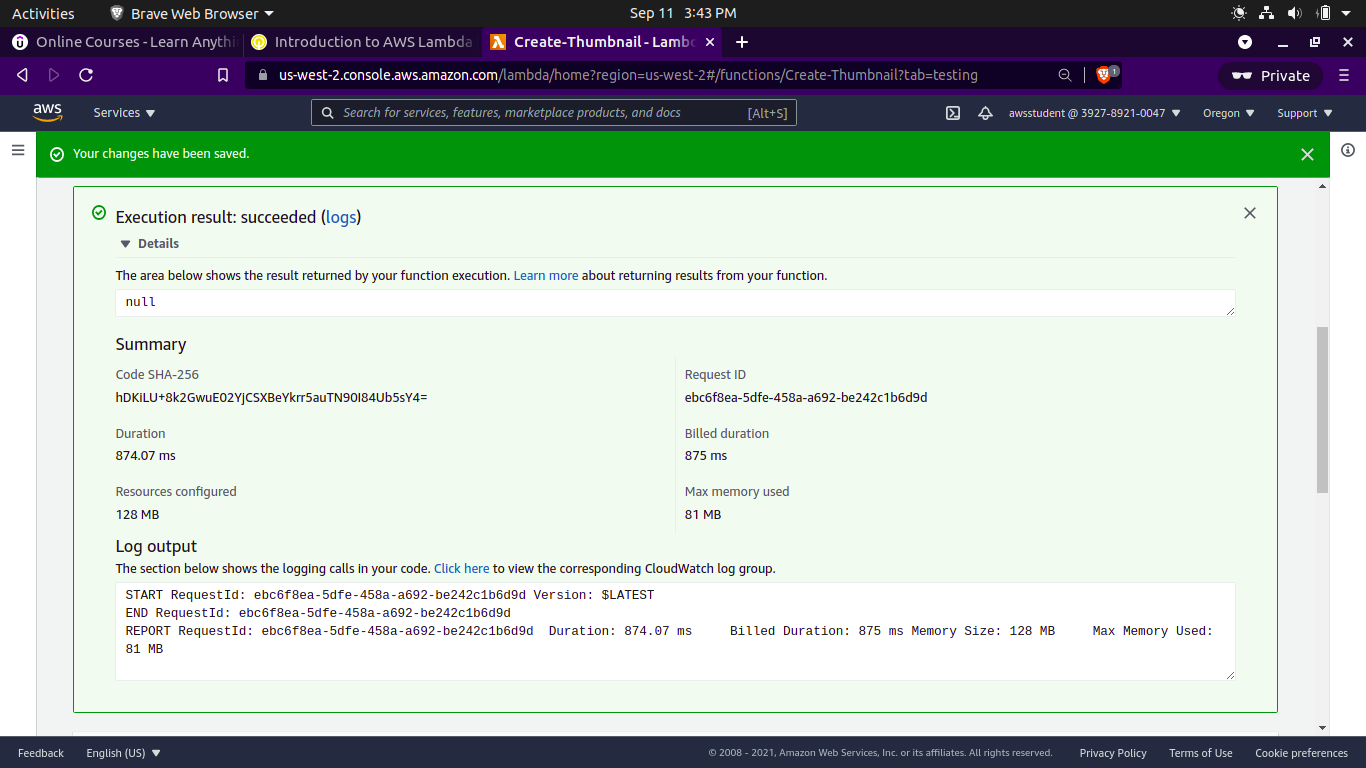 Activities Brave Web Browser Sep 11 3:43 PM
Online Courses - Learn Anythi Introduction to AWS Lambda Create-Thumbnail - Lambd
us-west-2.console.aws.amazon.com/lambda/home?region=us-west-2#/functions/Create-Thumbnail?tab=testing 1 Private
aws Services Search for services, features, marketplace products, and docs [Alt+S] awsstudent @ 3927-8921-0047 Oregon Support
Your changes have been saved.
Execution result: succeeded (logs)
Details
The area below shows the result returned by your function execution. Learn more about returning results from your function.
null
Summary
Code SHA-256 Request ID
hDKiLU+8k2GwuE02YjCSXBeYkrr5auTN90I84Ub5sY4= ebc6f8ea-5dfe-458a-a692-be242c1b6d9d
Duration Billed duration
874.07 ms 875 ms
Resources configured Max memory used
128 MB 81 MB
Log output
The section below shows the logging calls in your code. Click here to view the corresponding CloudWatch log group.
START RequestId: ebc6f8ea-5dfe-458a-a692-be242c1b6d9d Version: $LATEST
END RequestId: ebc6f8ea-5dfe-458a-a692-be242c1b6d9d
REPORT RequestId: ebc6f8ea-5dfe-458a-a692-be242c1b6d9d Duration: 874.07 ms Billed Duration: 875 ms Memory Size: 128 MB Max Memory Used:
81 MB
Feedback English (US) © 2008 - 2021, Amazon Web Services, Inc. or its affiliates. All rights reserved. Privacy Policy Terms of Use Cookie preferences